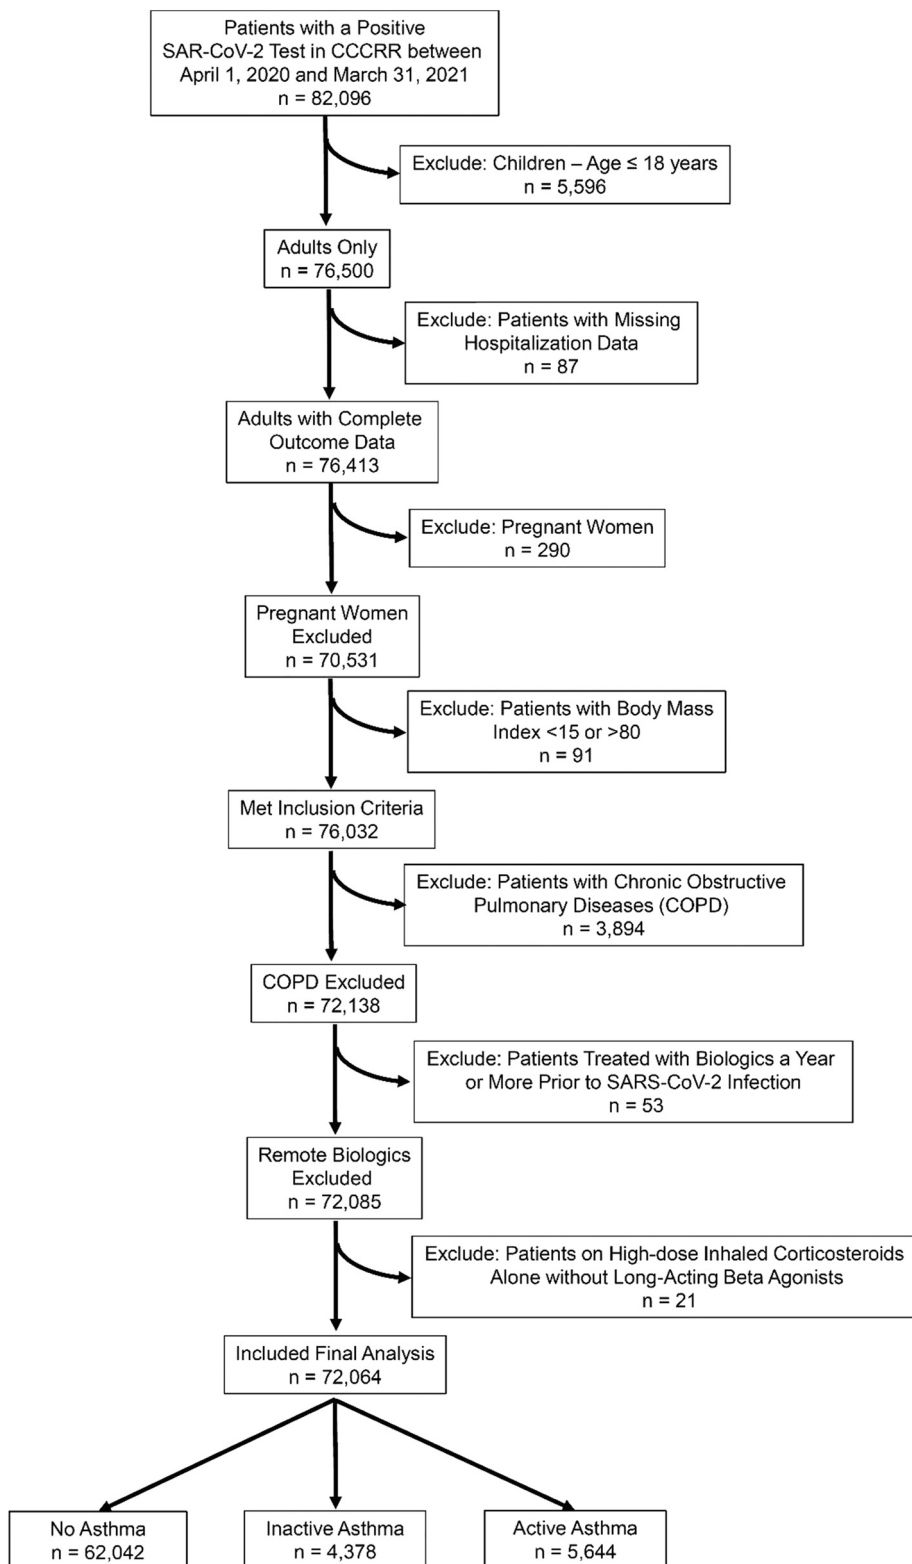 Patients with a Positive
SAR-CoV-2 Test in CCCRR between
April 1, 2020 and March 31, 2021
n = 82,096
Exclude: Children – Age ≤ 18 years
n = 5,596
Adults Only
n = 76,500
Exclude: Patients with Missing
Hospitalization Data
n = 87
Adults with Complete
Outcome Data
n = 76,413
Exclude: Pregnant Women
n = 290
Pregnant Women
Excluded
n = 70,531
Exclude: Patients with Body Mass
Index <15 or >80
n = 91
Met Inclusion Criteria
n = 76,032
Exclude: Patients with Chronic Obstructive
Pulmonary Diseases (COPD)
n = 3,894
COPD Excluded
n = 72,138
Exclude: Patients Treated with Biologics a Year
or More Prior to SARS-CoV-2 Infection
n = 53
Remote Biologics
Excluded
n = 72,085
Exclude: Patients on High-dose Inhaled Corticosteroids
Alone without Long-Acting Beta Agonists
n = 21
Included Final Analysis
n = 72,064
No Asthma
n = 62,042
Inactive Asthma
n = 4,378
Active Asthma
n = 5,644